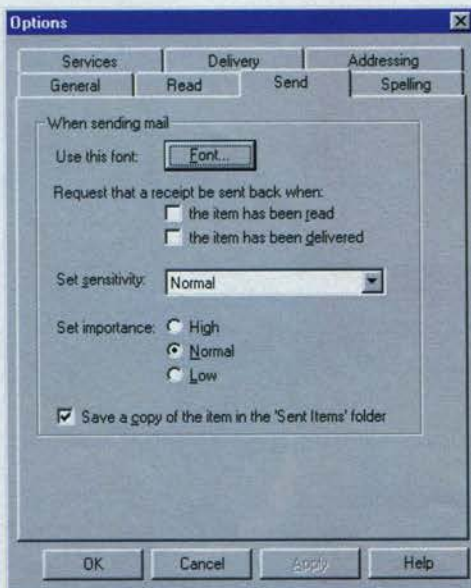 Options
Services Delivery Addressing
General Read Send Spelling
When sending mail
Use this font: Font...
Request that a receipt be sent back when:
the item has been read
the item has been delivered
Set sensitivity: Normal
Set importance: High
Normal
Low
Save a copy of the item in the 'Sent Items' folder
OK Cancel Apply Help